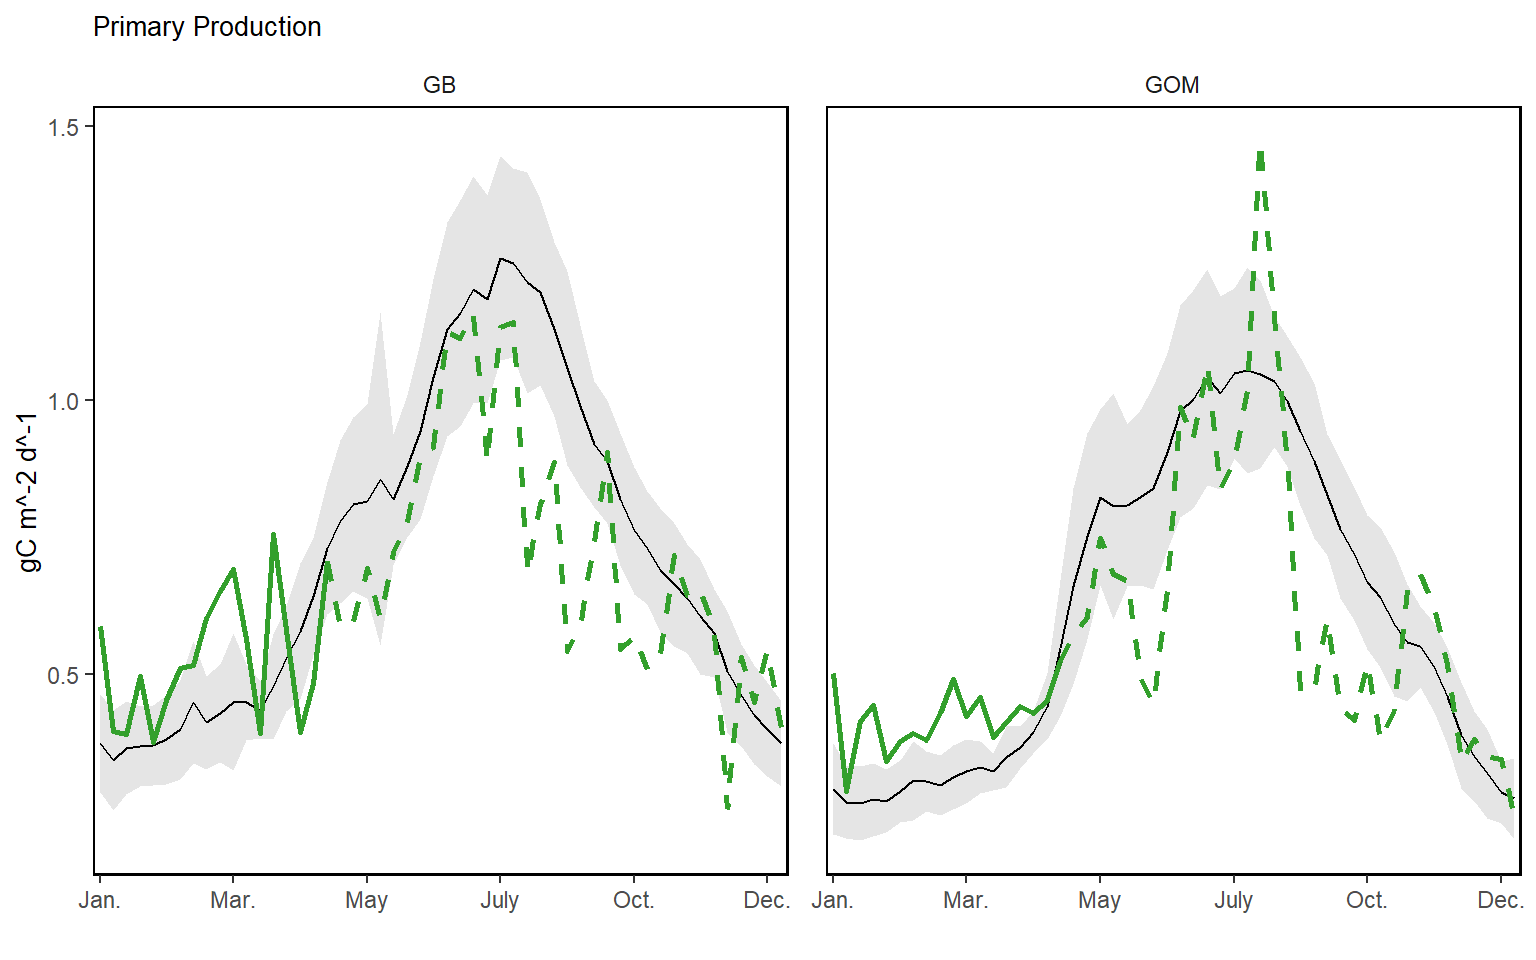 Primary Production
GB
GOM
1.5
1.0
0.5
gC m^-2 d^-1
Jan. Mar. May July Oct. Dec.
Jan. Mar. May July Oct. Dec.